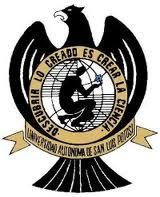 DESCUBRIR LO CREADO ES CREAR LA CIENCIA
UNIVERSIDAD AUTONOMA DE SAN LUIS POTOSI